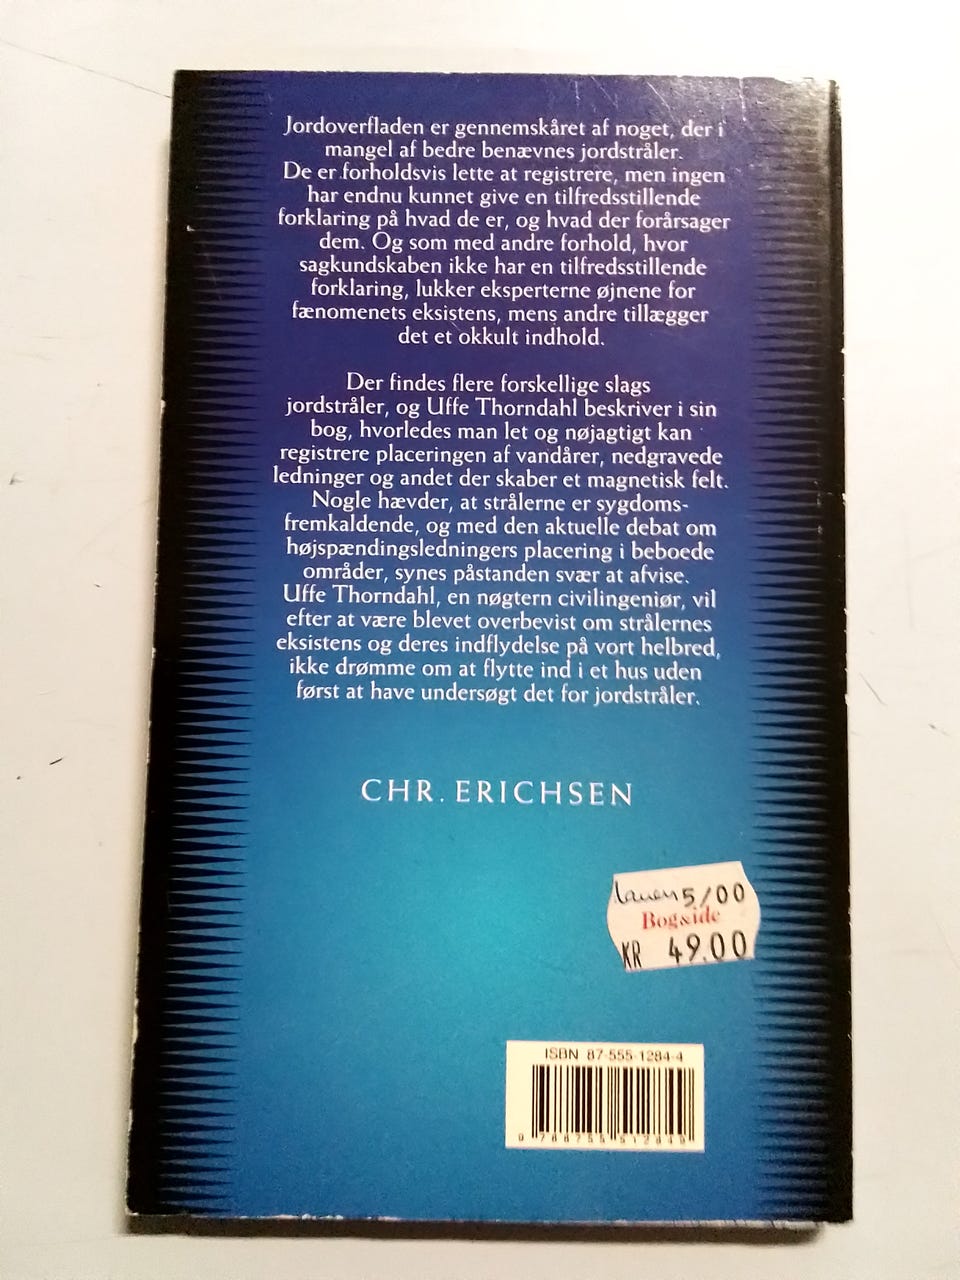 Jordoverfladen er gennemskåret af noget, der i
mangel af bedre benævnes jordstråler.
De er forholdsvis lette at registrere, men ingen
har endnu kunnet give en tilfredsstillende
forklaring på hvad de er, og hvad der forårsager
dem. Og som med andre forhold, hvor
sagkundskaben ikke har en tilfredsstillende
forklaring, lukker eksperterne øjnene for
fænomenets eksistens, mens andre tillægger
det et okkult indhold.
Der findes flere forskellige slags
jordstråler, og Uffe Thorndahl beskriver i sin
bog, hvorledes man let og nøjagtigt kan
registrere placeringen af vandårer, nedgravede
ledninger og andet der skaber et magnetisk felt.
Nogle hævder, at strålerne er sygdoms-
fremkaldende, og med den aktuelle debat om
højspændingsledningers placering i beboede
områder, synes påstanden svær at afvise.
Uffe Thorndahl, en nøgtern civilingeniør, vil
efter at være blevet overbevist om strålernes
eksistens og deres indflydelse på vort helbred,
ikke drømme om at flytte ind i et hus uden
først at have undersøgt det for jordstråler.
CHR. ERICHSEN
5/00
Bog&ide
KR 49.00
ISBN 87-555-1284-4
9 788755 512849